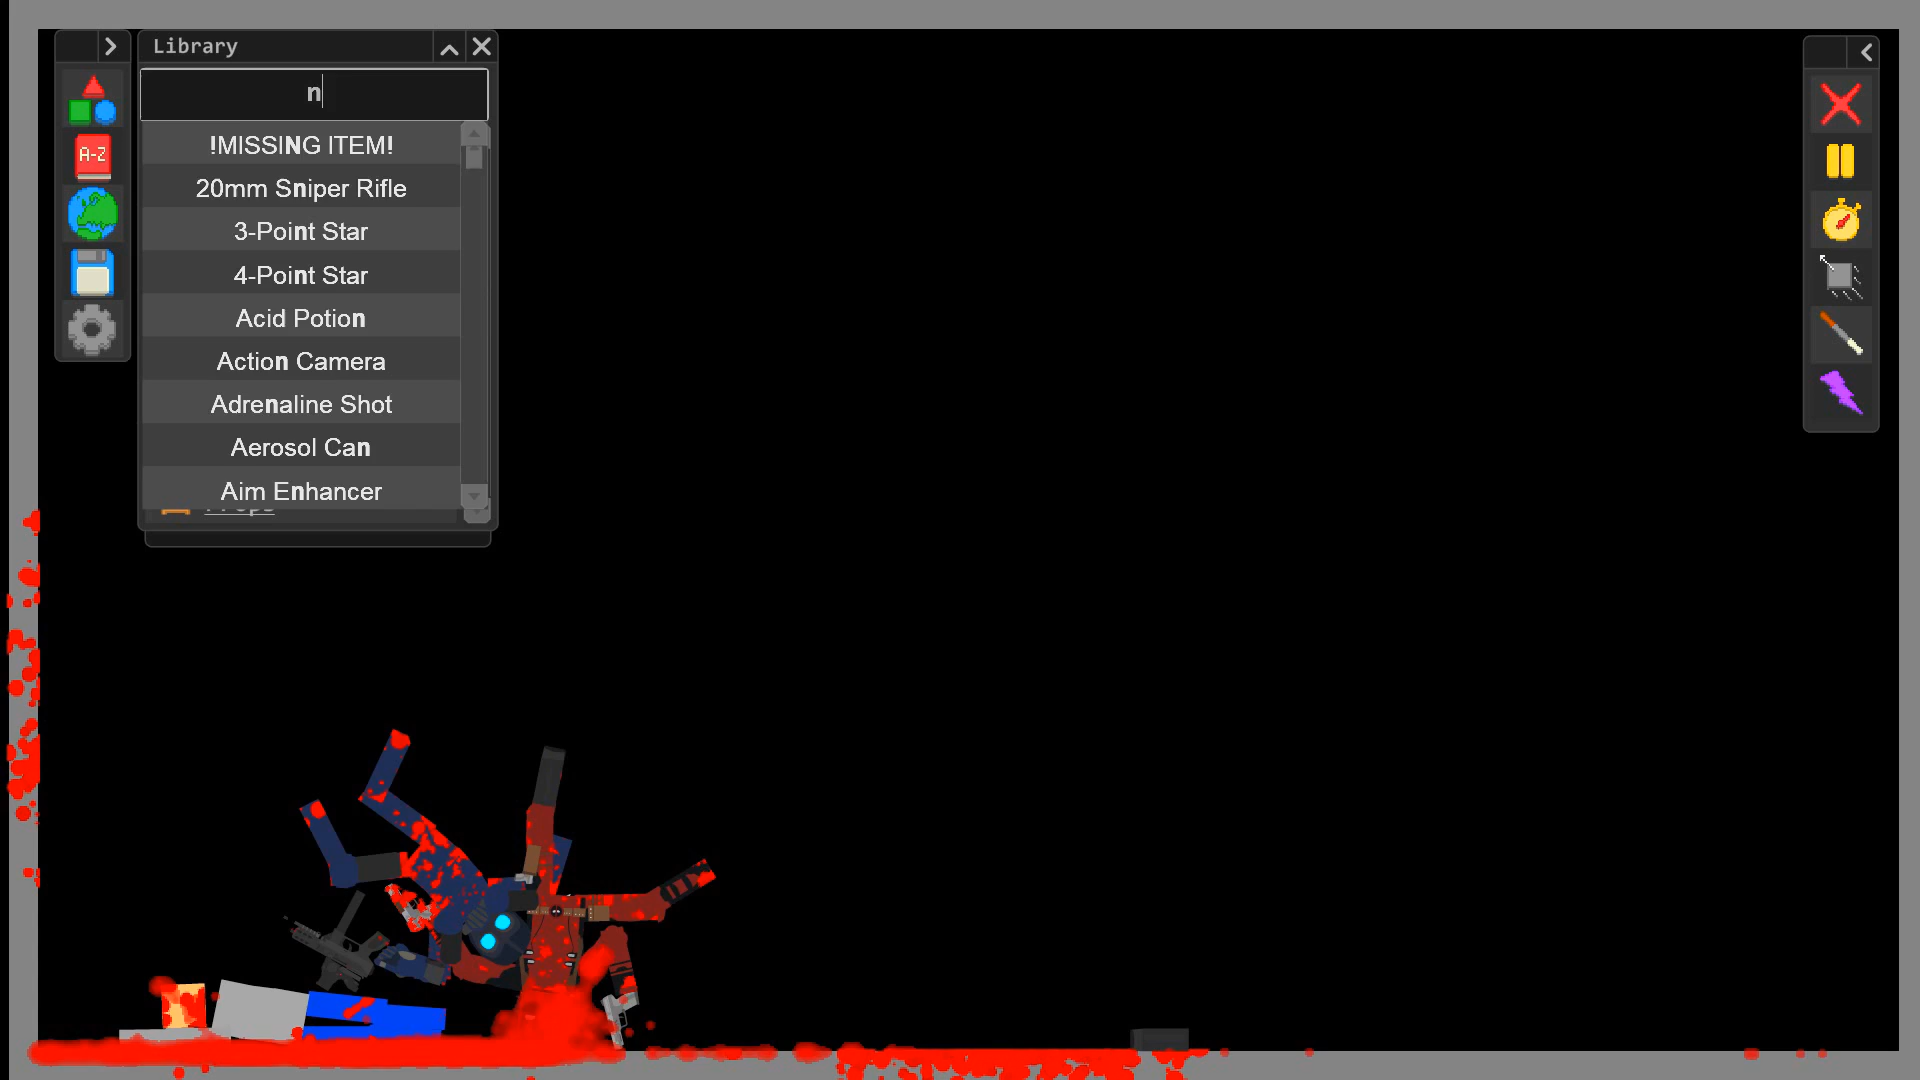 Library
n
A-Z
!MISSING ITEM!
20mm Sniper Rifle
3-Point Star
4-Point Star
Acid Potion
Action Camera
Adrenaline Shot
Aerosol Can
Aim Enhancer
Props